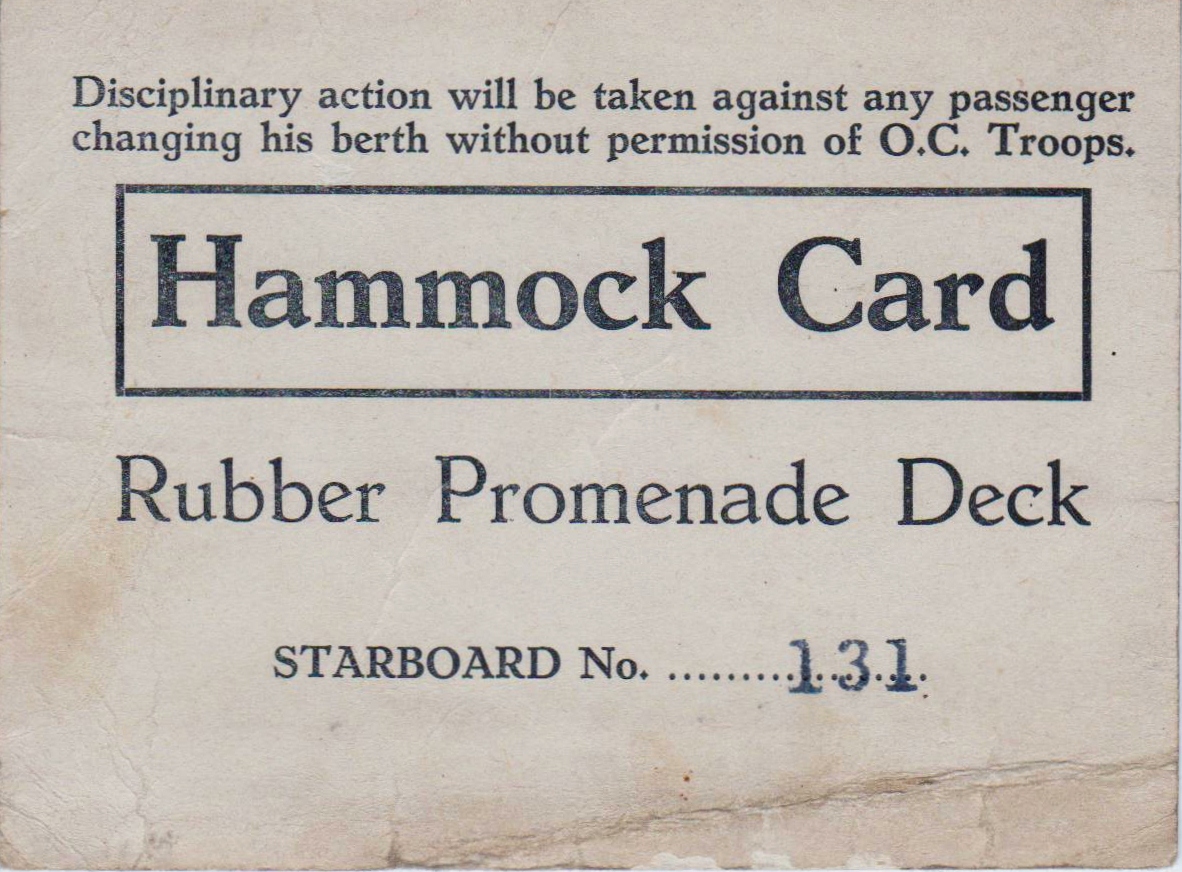 Disciplinary action will be taken against any passenger
changing his berth without permission of O.C. Troops.
Hammock Card
Rubber Promenade Deck
STARBOARD No. .................131